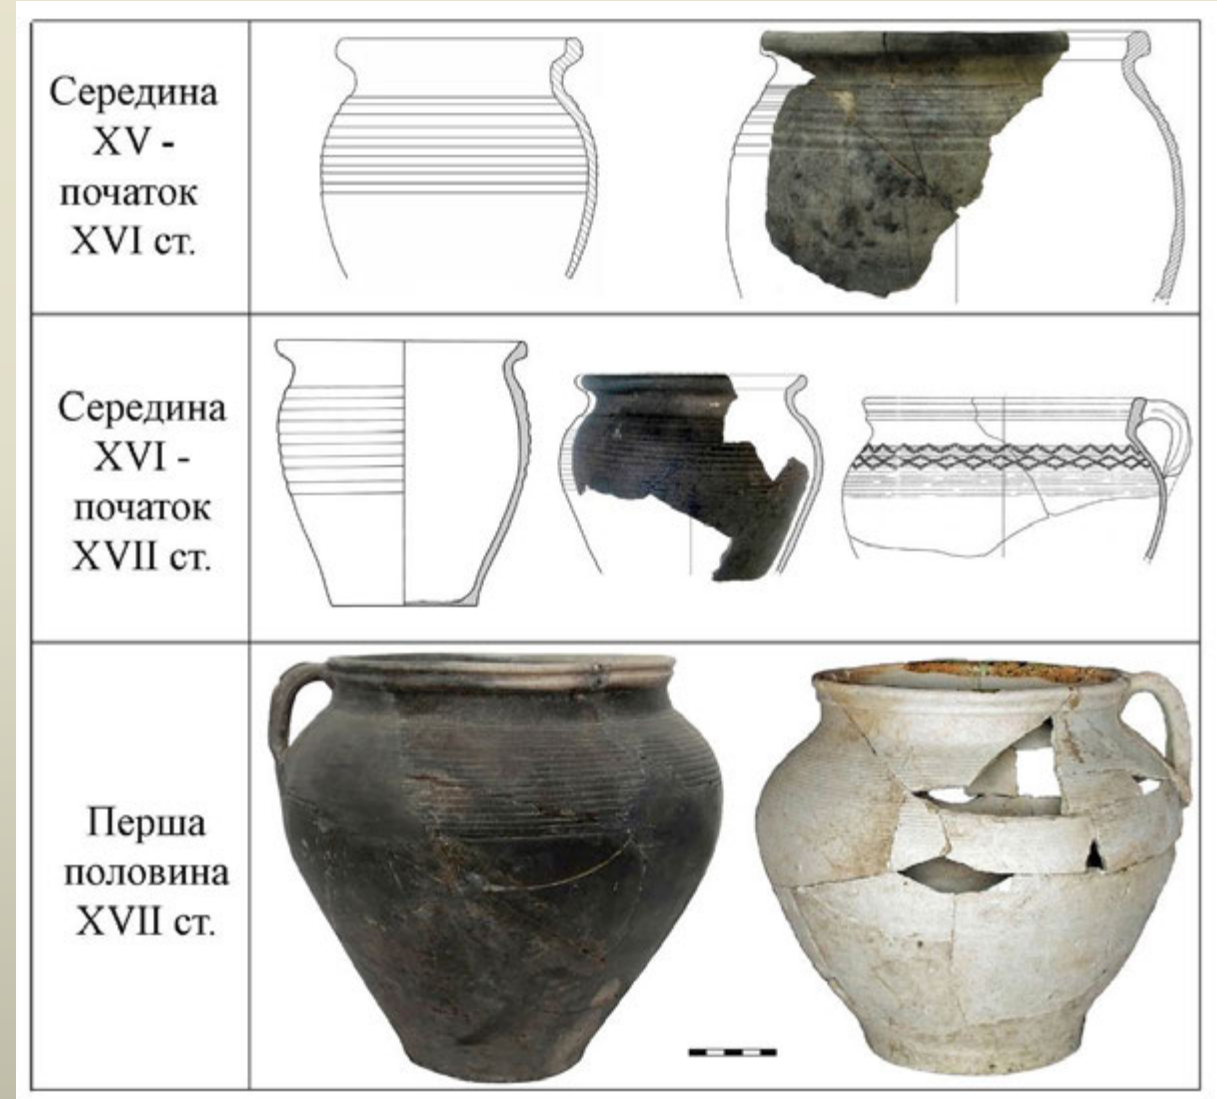 Середина
XV -
початок
XVI ст.
Середина
XVI -
початок
XVII ст.
Перша
половина
XVII ст.